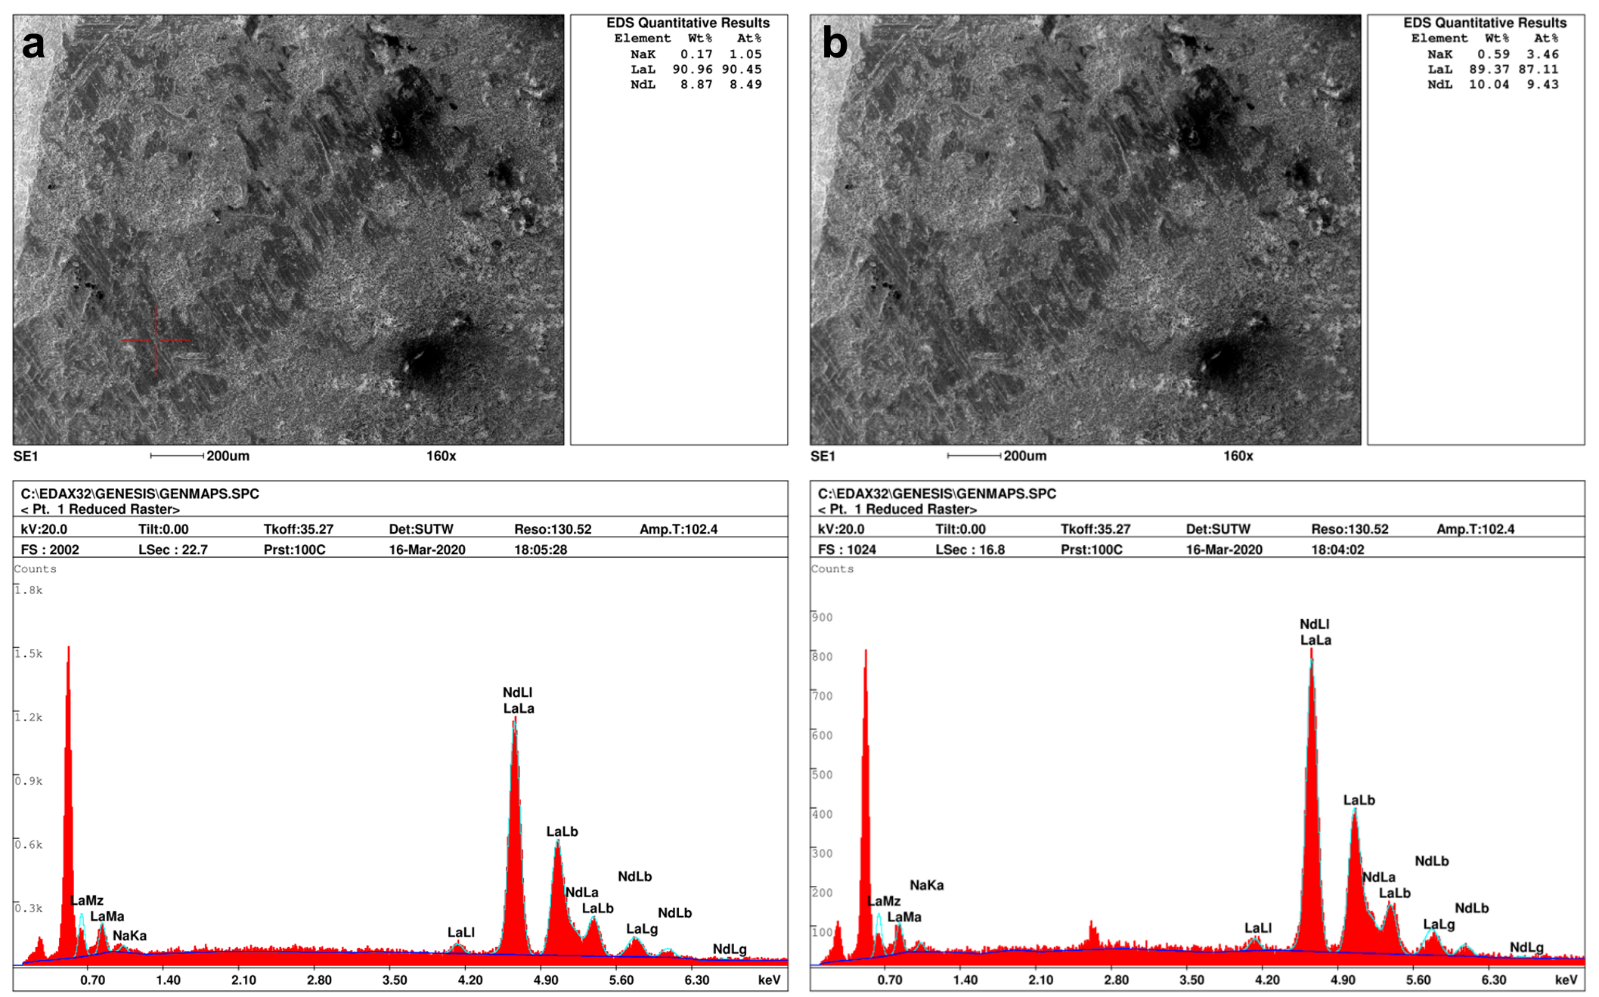 a
EDS Quantitative Results
Element Wt% At%
NaK 0.17 1.05
LaL 90.96 90.45
NdL 8.87 8.49
SE1 200um 160x
C:\EDAX32\GENESIS\GENMAPS.SPC
< Pt. 1 Reduced Raster>
kV:20.0 Tilt:0.00 Tkoff:35.27 Det:SUTW Reso:130.52 Amp.T:102.4
FS : 2002 LSec : 22.7 Prst:100C 16-Mar-2020 18:05:28
Counts
1.8k
1.5k
1.2k
0.9k
0.6k
0.3k
NdLl
LaLa
LaLb
NdLb
NdLa
LaLb
NdLb
LaMz
LaMa
NaKa
LaLl
LaLg
NdLg
0.70 1.40 2.10 2.80 3.50 4.20 4.90 5.60 6.30 keV
b
EDS Quantitative Results
Element Wt% At%
NaK 0.59 3.46
LaL 89.37 87.11
NdL 10.04 9.43
SE1 200um 160x
C:\EDAX32\GENESIS\GENMAPS.SPC
< Pt. 1 Reduced Raster>
kV:20.0 Tilt:0.00 Tkoff:35.27 Det:SUTW Reso:130.52 Amp.T:102.4
FS : 1024 LSec : 16.8 Prst:100C 16-Mar-2020 18:04:02
Counts
900
800
700
600
500
400
300
200
100
NdLl
LaLa
LaLb
NdLb
NdLa
NaKa
LaLb
LaMz
NdLb
LaMa
LaLl
LaLg
NdLg
0.70 1.40 2.10 2.80 3.50 4.20 4.90 5.60 6.30 keV